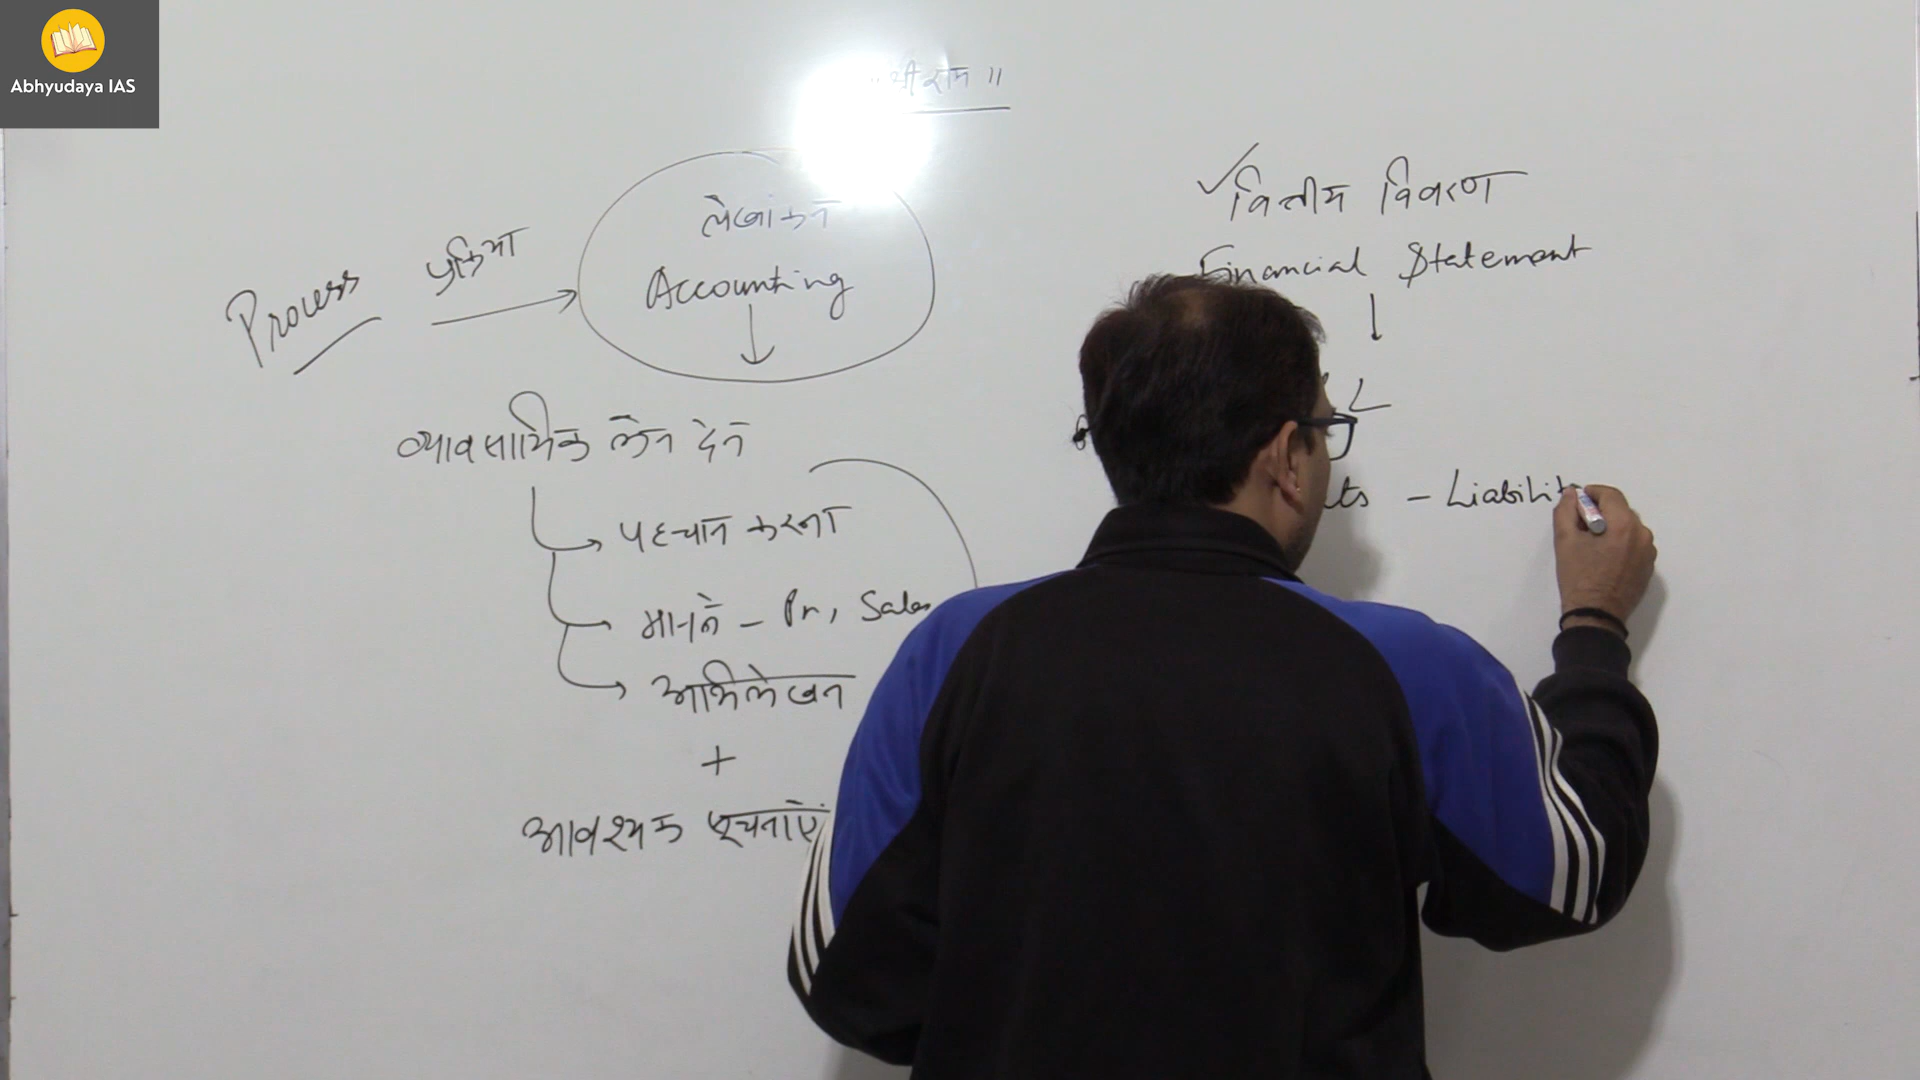 Abhyudaya IAS
राम ॥
लेखांकन
Accounting
Process प्रक्रिया
व्यावसायिक लेन देन
पहचान करना
मापने - Pr, Sales
अभिलेखन
+
आवश्यक सूचनाएं
✓ वित्तीय विवरण
Financial Statement
- Liabilit